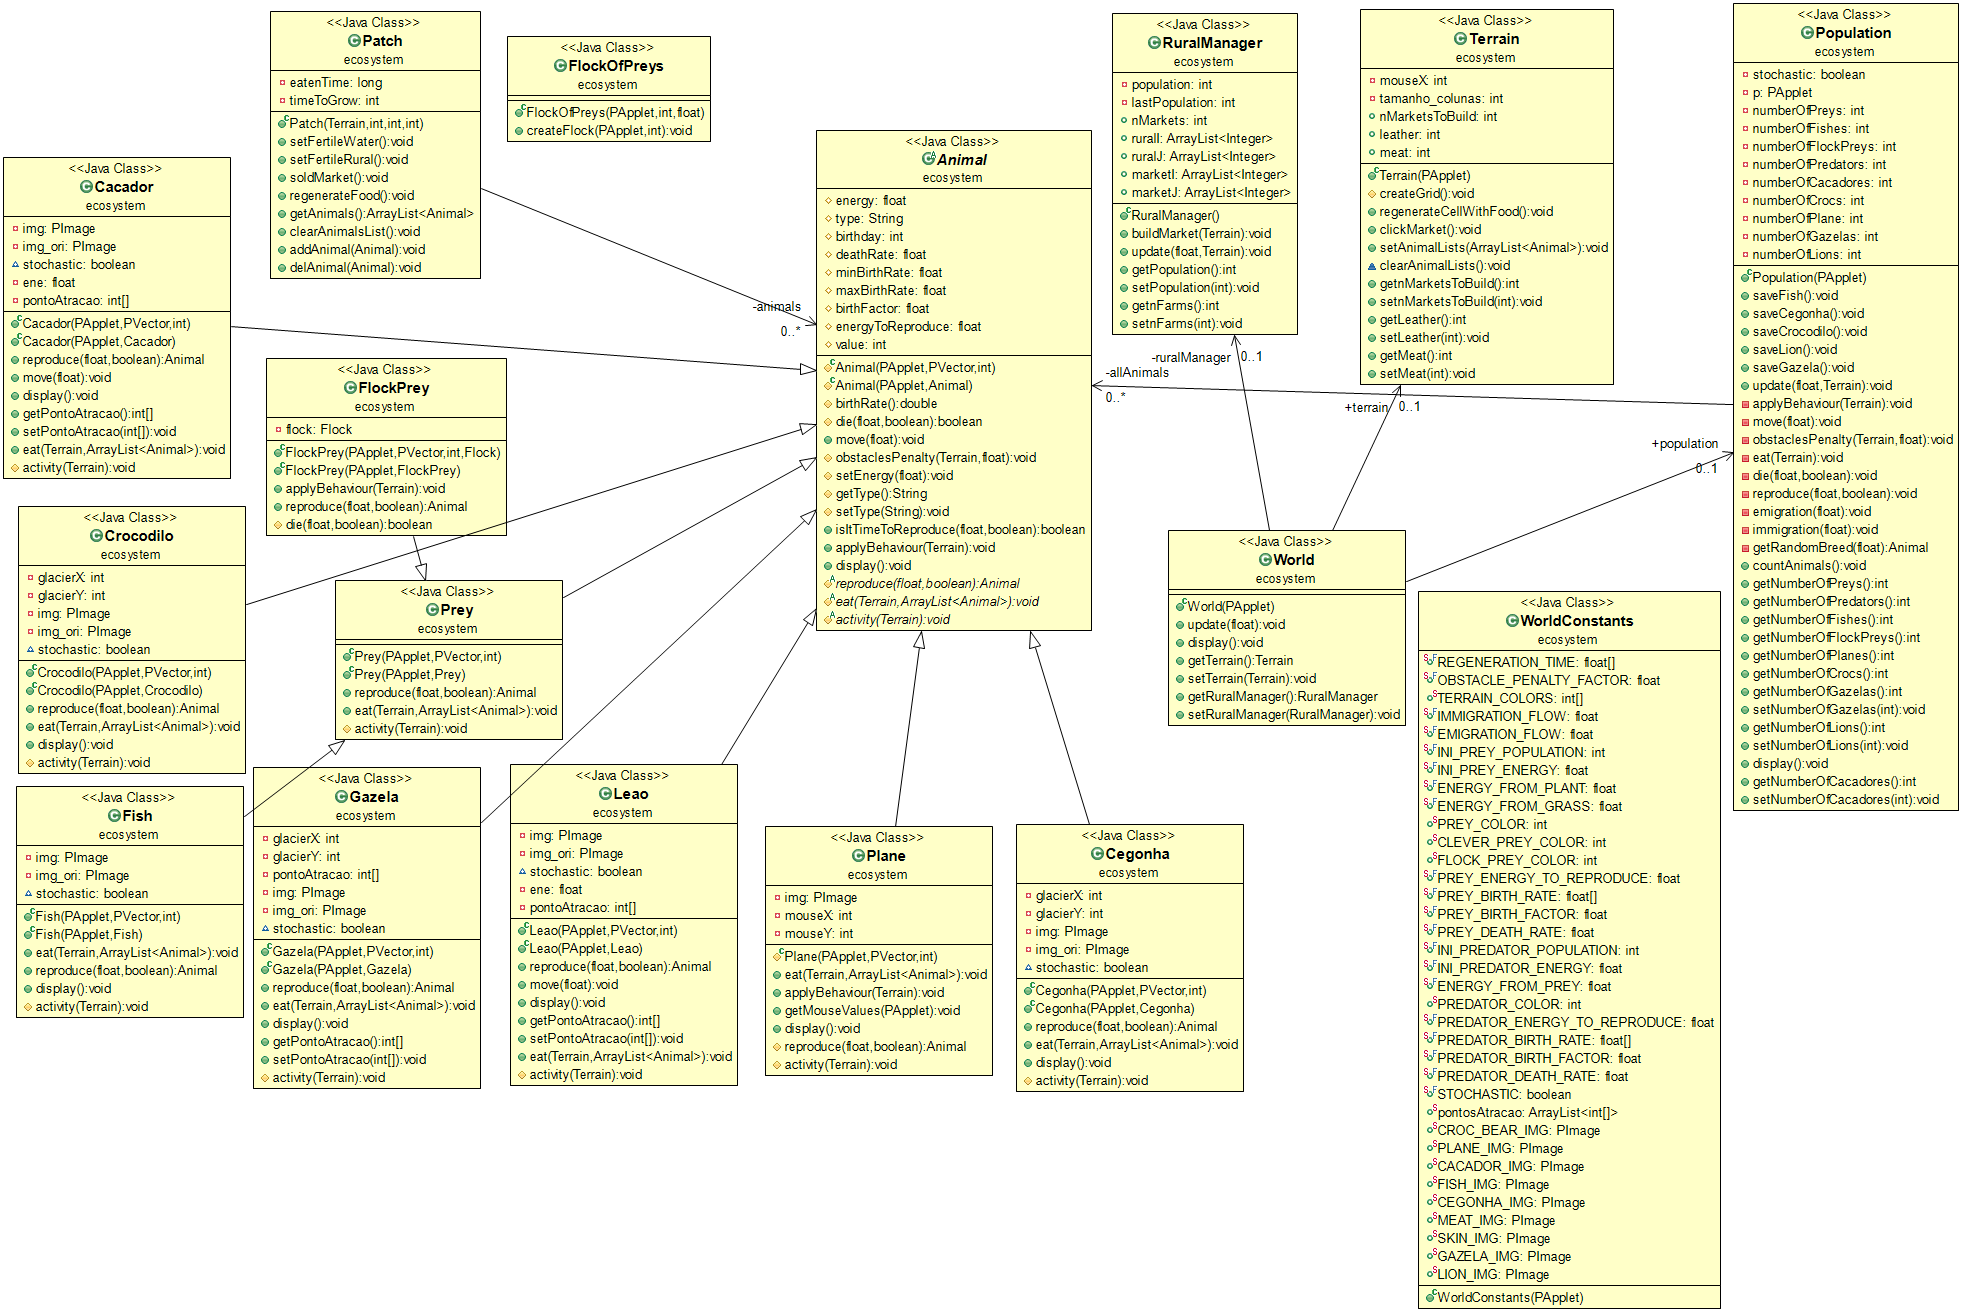 <<Java Class>>
Patch
ecosystem
eatenTime: long
timeToGrow: int
Patch(Terrain,int,int,int)
setFertileWater():void
setFertileRural():void
soldMarket():void
regenerateFood():void
getAnimals():ArrayList<Animal>
clearAnimalsList():void
addAnimal(Animal):void
delAnimal(Animal):void
<<Java Class>>
FlockOfPreys
ecosystem
FlockOfPreys(PApplet,int,float)
createFlock(PApplet,int):void
<<Java Class>>
RuralManager
ecosystem
population: int
lastPopulation: int
nMarkets: int
ruralI: ArrayList<Integer>
ruralJ: ArrayList<Integer>
marketI: ArrayList<Integer>
marketJ: ArrayList<Integer>
RuralManager()
buildMarket(Terrain):void
update(float,Terrain):void
getPopulation():int
setPopulation(int):void
getnFarms():int
setnFarms(int):void
<<Java Class>>
Terrain
ecosystem
mouseX: int
tamanho_colunas: int
nMarketsToBuild: int
leather: int
meat: int
Terrain(PApplet)
createGrid():void
regenerateCellWithFood():void
clickMarket():void
setAnimalLists(ArrayList<Animal>):void
clearAnimalLists():void
getnMarketsToBuild():int
setnMarketsToBuild(int):void
getLeather():int
setLeather(int):void
getMeat():int
setMeat(int):void
<<Java Class>>
Population
ecosystem
stochastic: boolean
p: PApplet
numberOfPreys: int
numberOfFishes: int
numberOfFlockPreys: int
numberOfPredators: int
numberOfCacadores: int
numberOfCrocs: int
numberOfPlane: int
numberOfGazelas: int
numberOfLions: int
Population(PApplet)
saveFish():void
saveCegonha():void
saveCrocodilo():void
saveLion():void
saveGazela():void
update(float,Terrain):void
applyBehaviour(Terrain):void
move(float):void
obstaclesPenalty(Terrain,float):void
eat(Terrain):void
die(float,boolean):void
reproduce(float,boolean):void
emigration(float):void
immigration(float):void
getRandomBreed(float):Animal
countAnimals():void
getNumberOfPreys():int
getNumberOfPredators():int
getNumberOfFishes():int
getNumberOfFlockPreys():int
getNumberOfPlanes():int
getNumberOfCrocs():int
getNumberOfGazelas():int
setNumberOfGazelas(int):void
getNumberOfLions():int
setNumberOfLions(int):void
display():void
getNumberOfCacadores():int
setNumberOfCacadores(int):void
<<Java Class>>
Cacador
ecosystem
img: PImage
img_ori: PImage
stochastic: boolean
ene: float
pontoAtracao: int[]
Cacador(PApplet,PVector,int)
Cacador(PApplet,Cacador)
reproduce(float,boolean):Animal
move(float):void
display():void
getPontoAtracao():int[]
setPontoAtracao(int[]):void
eat(Terrain,ArrayList<Animal>):void
activity(Terrain):void
<<Java Class>>
Animal
ecosystem
energy: float
type: String
birthday: int
deathRate: float
minBirthRate: float
maxBirthRate: float
birthFactor: float
energyToReproduce: float
value: int
Animal(PApplet,PVector,int)
Animal(PApplet,Animal)
birthRate():double
die(float,boolean):boolean
move(float):void
obstaclesPenalty(Terrain,float):void
setEnergy(float):void
getType():String
setType(String):void
isItTimeToReproduce(float,boolean):boolean
applyBehaviour(Terrain):void
display():void
reproduce(float,boolean):Animal
eat(Terrain,ArrayList<Animal>):void
activity(Terrain):void
-animals
0..*
-ruralManager
0..1
-allAnimals
0..*
+terrain
0..1
+population
0..1
<<Java Class>>
FlockPrey
ecosystem
flock: Flock
FlockPrey(PApplet,PVector,int,Flock)
FlockPrey(PApplet,FlockPrey)
applyBehaviour(Terrain):void
reproduce(float,boolean):Animal
die(float,boolean):boolean
<<Java Class>>
Crocodilo
ecosystem
glacierX: int
glacierY: int
img: PImage
img_ori: PImage
stochastic: boolean
Crocodilo(PApplet,PVector,int)
Crocodilo(PApplet,Crocodilo)
reproduce(float,boolean):Animal
eat(Terrain,ArrayList<Animal>):void
display():void
activity(Terrain):void
<<Java Class>>
Prey
ecosystem
Prey(PApplet,PVector,int)
Prey(PApplet,Prey)
reproduce(float,boolean):Animal
eat(Terrain,ArrayList<Animal>):void
activity(Terrain):void
<<Java Class>>
World
ecosystem
World(PApplet)
update(float):void
display():void
getTerrain():Terrain
setTerrain(Terrain):void
getRuralManager():RuralManager
setRuralManager(RuralManager):void
<<Java Class>>
WorldConstants
ecosystem
REGENERATION_TIME: float[]
OBSTACLE_PENALTY_FACTOR: float
TERRAIN_COLORS: int[]
IMMIGRATION_FLOW: float
EMIGRATION_FLOW: float
INI_PREY_POPULATION: int
INI_PREY_ENERGY: float
ENERGY_FROM_PLANT: float
ENERGY_FROM_GRASS: float
PREY_COLOR: int
CLEVER_PREY_COLOR: int
FLOCK_PREY_COLOR: int
PREY_ENERGY_TO_REPRODUCE: float
PREY_BIRTH_RATE: float[]
PREY_BIRTH_FACTOR: float
PREY_DEATH_RATE: float
INI_PREDATOR_POPULATION: int
INI_PREDATOR_ENERGY: float
ENERGY_FROM_PREY: float
PREDATOR_COLOR: int
PREDATOR_ENERGY_TO_REPRODUCE: float
PREDATOR_BIRTH_RATE: float[]
PREDATOR_BIRTH_FACTOR: float
PREDATOR_DEATH_RATE: float
STOCHASTIC: boolean
pontosAtracao: ArrayList<int[]>
CROC_BEAR_IMG: PImage
PLANE_IMG: PImage
CACADOR_IMG: PImage
FISH_IMG: PImage
CEGONHA_IMG: PImage
MEAT_IMG: PImage
SKIN_IMG: PImage
GAZELA_IMG: PImage
LION_IMG: PImage
WorldConstants(PApplet)
<<Java Class>>
Fish
ecosystem
img: PImage
img_ori: PImage
stochastic: boolean
Fish(PApplet,PVector,int)
Fish(PApplet,Fish)
eat(Terrain,ArrayList<Animal>):void
reproduce(float,boolean):Animal
display():void
activity(Terrain):void
<<Java Class>>
Gazela
ecosystem
glacierX: int
glacierY: int
pontoAtracao: int[]
img: PImage
img_ori: PImage
stochastic: boolean
Gazela(PApplet,PVector,int)
Gazela(PApplet,Gazela)
reproduce(float,boolean):Animal
eat(Terrain,ArrayList<Animal>):void
display():void
getPontoAtracao():int[]
setPontoAtracao(int[]):void
activity(Terrain):void
<<Java Class>>
Leao
ecosystem
img: PImage
img_ori: PImage
stochastic: boolean
ene: float
pontoAtracao: int[]
Leao(PApplet,PVector,int)
Leao(PApplet,Leao)
reproduce(float,boolean):Animal
move(float):void
display():void
getPontoAtracao():int[]
setPontoAtracao(int[]):void
eat(Terrain,ArrayList<Animal>):void
activity(Terrain):void
<<Java Class>>
Plane
ecosystem
img: PImage
mouseX: int
mouseY: int
Plane(PApplet,PVector,int)
eat(Terrain,ArrayList<Animal>):void
applyBehaviour(Terrain):void
getMouseValues(PApplet):void
display():void
reproduce(float,boolean):Animal
activity(Terrain):void
<<Java Class>>
Cegonha
ecosystem
glacierX: int
glacierY: int
img: PImage
img_ori: PImage
stochastic: boolean
Cegonha(PApplet,PVector,int)
Cegonha(PApplet,Cegonha)
reproduce(float,boolean):Animal
eat(Terrain,ArrayList<Animal>):void
display():void
activity(Terrain):void